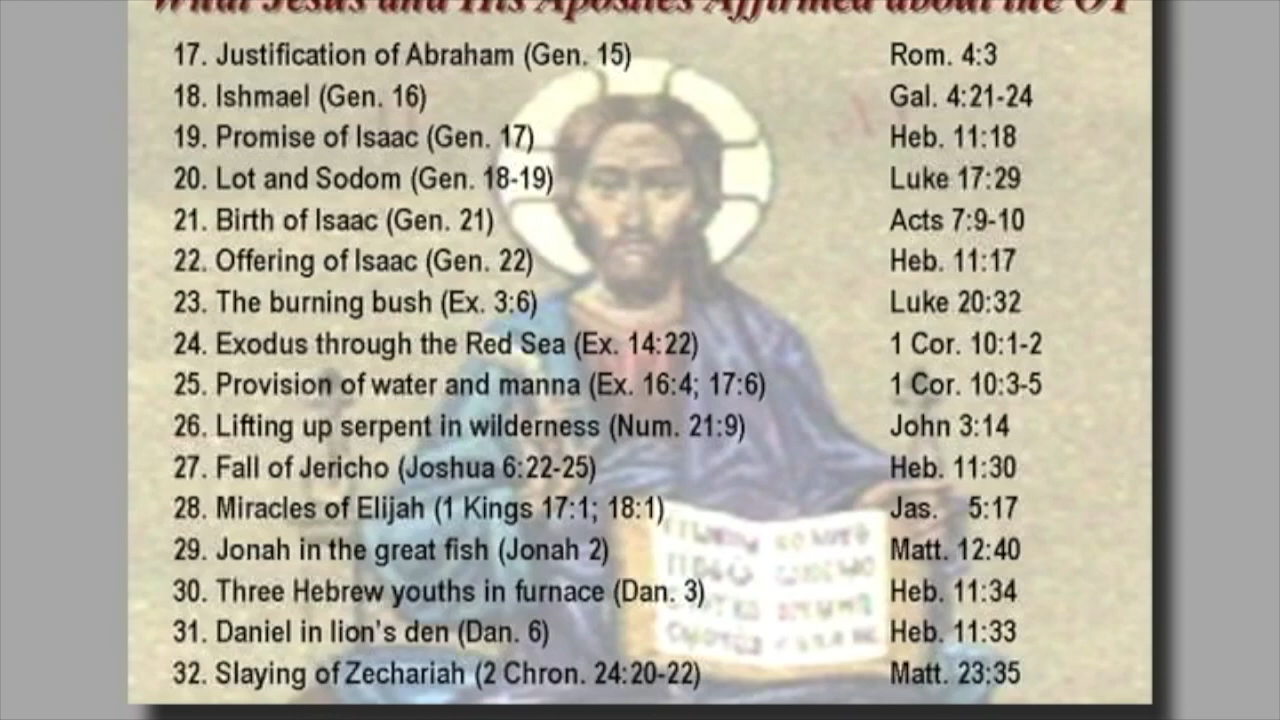 What Jesus and His Apostles Affirmed about the OT
17. Justification of Abraham (Gen. 15) Rom. 4:3
18. Ishmael (Gen. 16) Gal. 4:21-24
19. Promise of Isaac (Gen. 17) Heb. 11:18
20. Lot and Sodom (Gen. 18-19) Luke 17:29
21. Birth of Isaac (Gen. 21) Acts 7:9-10
22. Offering of Isaac (Gen. 22) Heb. 11:17
23. The burning bush (Ex. 3:6) Luke 20:32
24. Exodus through the Red Sea (Ex. 14:22) 1 Cor. 10:1-2
25. Provision of water and manna (Ex. 16:4; 17:6) 1 Cor. 10:3-5
26. Lifting up serpent in wilderness (Num. 21:9) John 3:14
27. Fall of Jericho (Joshua 6:22-25) Heb. 11:30
28. Miracles of Elijah (1 Kings 17:1; 18:1) Jas. 5:17
29. Jonah in the great fish (Jonah 2) Matt. 12:40
30. Three Hebrew youths in furnace (Dan. 3) Heb. 11:34
31. Daniel in lion's den (Dan. 6) Heb. 11:33
32. Slaying of Zechariah (2 Chron. 24:20-22) Matt. 23:35